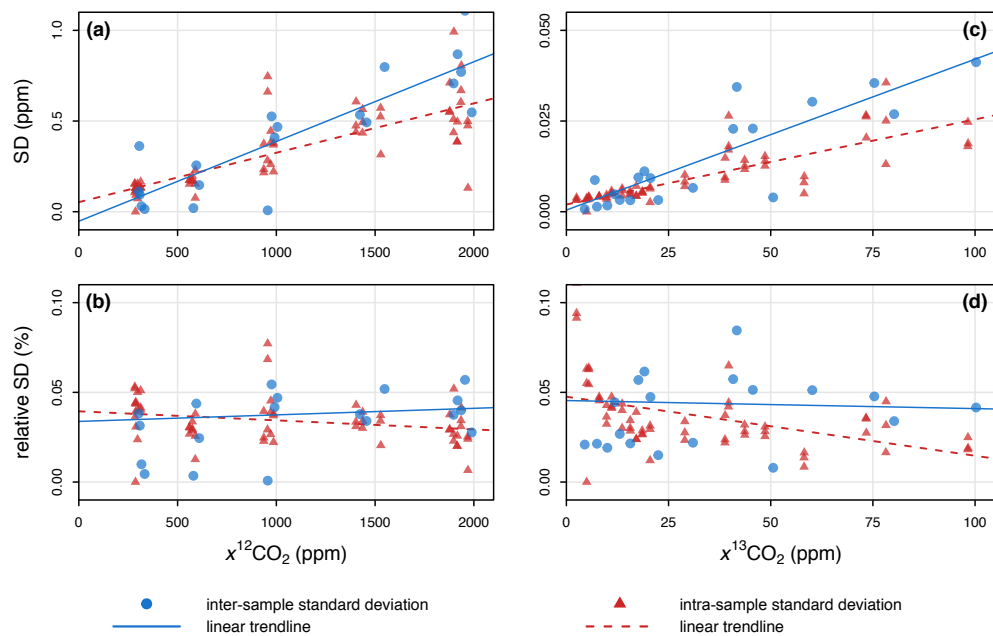 (a)
SD (ppm)
0.0
0.5
1.0
0
500
1000
1500
2000
(c)
0.000
0.025
0.050
0
25
50
75
100
(b)
relative SD (%)
0.00
0.05
0.10
0
500
1000
1500
2000
x¹²CO₂ (ppm)
(d)
0.00
0.05
0.10
0
25
50
75
100
x¹³CO₂ (ppm)
inter-sample standard deviation
linear trendline
intra-sample standard deviation
linear trendline